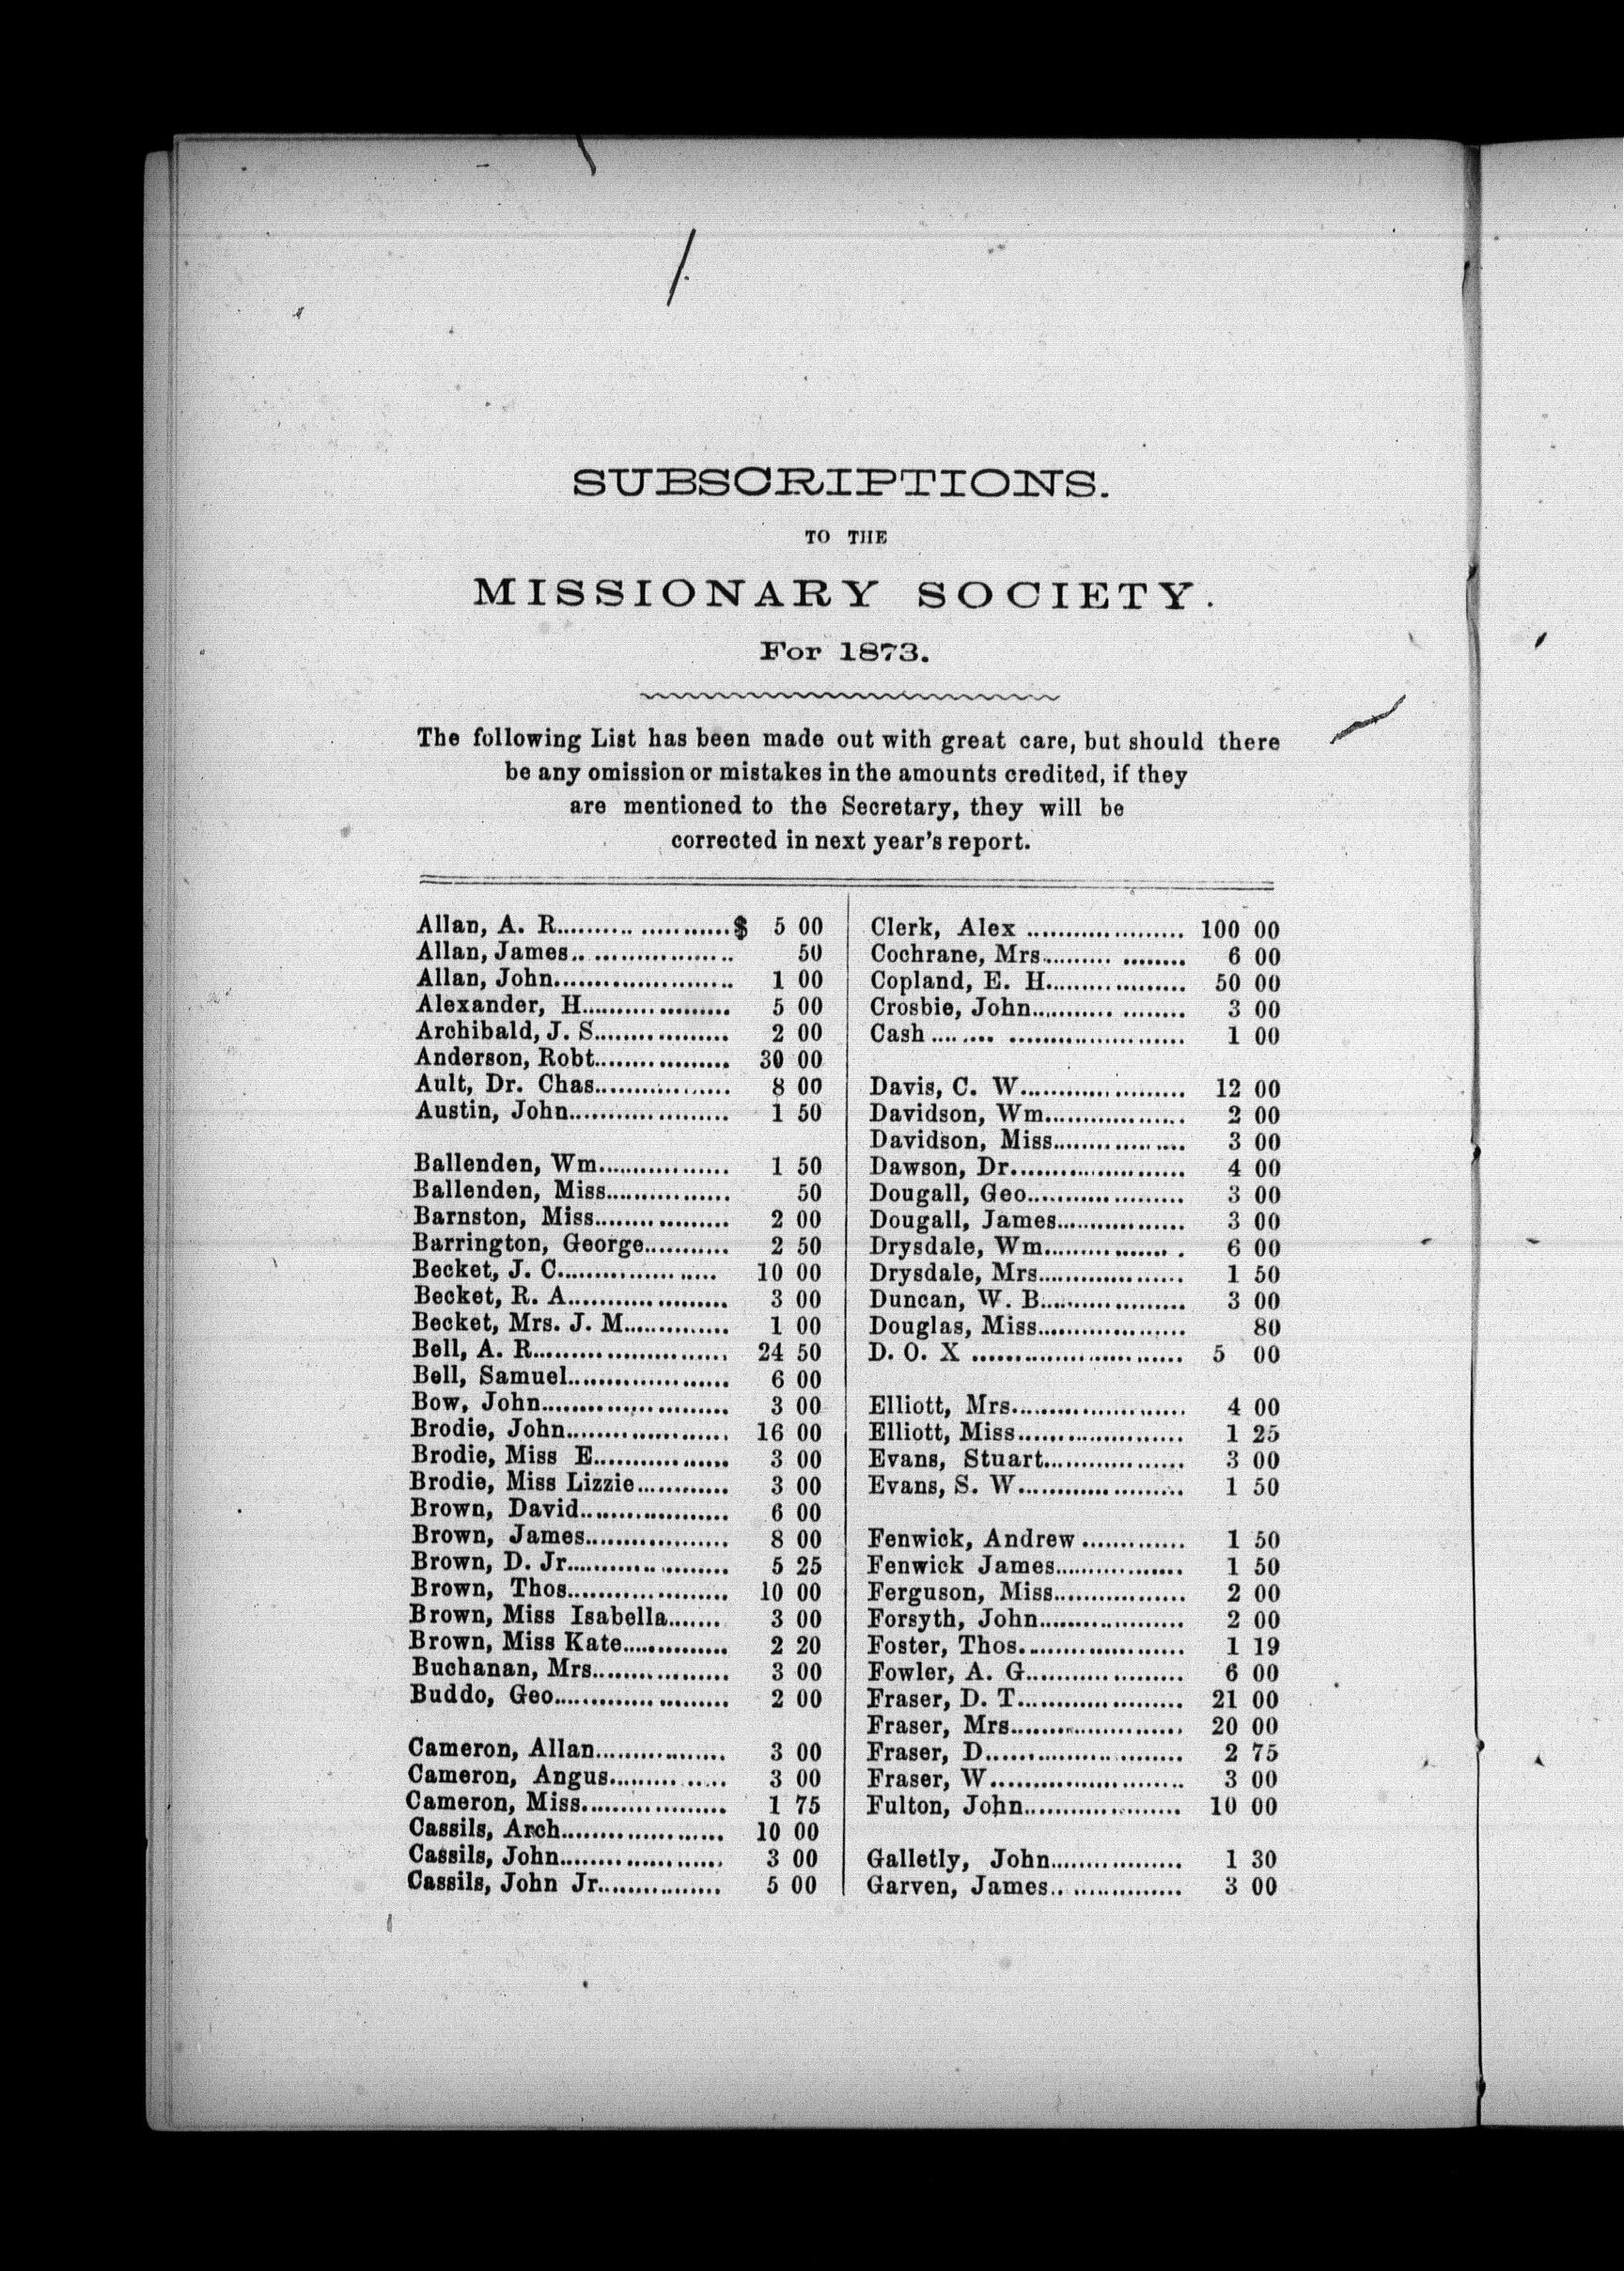 SUBSCRIPTIONS.
TO THE
MISSIONARY SOCIETY.
For 1873.
The following List has been made out with great care, but should there
be any omission or mistakes in the amounts credited, if they
are mentioned to the Secretary, they will be
corrected in next year's report.
Allan, A. R.....................$ 5 00
Allan, James.................. 50
Allan, John...................... 1 00
Alexander, H................... 5 00
Archibald, J. S................. 2 00
Anderson, Robt................. 30 00
Ault, Dr. Chas................. 8 00
Austin, John.................... 1 50
Ballenden, Wm................. 1 50
Ballenden, Miss................ 50
Barnston, Miss................. 2 00
Barrington, George........... 2 50
Becket, J. C.................... 10 00
Becket, R. A.................... 3 00
Becket, Mrs. J. M.............. 1 00
Bell, A. R........................ 24 50
Bell, Samuel.................... 6 00
Bow, John........................ 3 00
Brodie, John.................... 16 00
Brodie, Miss E................. 3 00
Brodie, Miss Lizzie............ 3 00
Brown, David................... 6 00
Brown, James.................. 8 00
Brown, D. Jr.................... 5 25
Brown, Thos.................... 10 00
Brown, Miss Isabella....... 3 00
Brown, Miss Kate.............. 2 20
Buchanan, Mrs................. 3 00
Buddo, Geo...................... 2 00
Cameron, Allan................ 3 00
Cameron, Angus.............. 3 00
Cameron, Miss.................. 1 75
Cassils, Arch.................... 10 00
Cassils, John.................... 3 00
Cassils, John Jr................ 5 00
Clerk, Alex .................... 100 00
Cochrane, Mrs................. 6 00
Copland, E. H.................. 50 00
Crosbie, John................... 3 00
Cash .............................. 1 00
Davis, C. W..................... 12 00
Davidson, Wm.................. 2 00
Davidson, Miss................. 3 00
Dawson, Dr...................... 4 00
Dougall, Geo.................... 3 00
Dougall, James................. 3 00
Drysdale, Wm................ . 6 00
Drysdale, Mrs................... 1 50
Duncan, W. B................... 3 00
Douglas, Miss................... 80
D. O. X ........................... 5 00
Elliott, Mrs...................... 4 00
Elliott, Miss..................... 1 25
Evans, Stuart.................. 3 00
Evans, S. W..................... 1 50
Fenwick, Andrew ............. 1 50
Fenwick James................. 1 50
Ferguson, Miss................. 2 00
Forsyth, John................... 2 00
Foster, Thos..................... 1 19
Fowler, A. G.................... 6 00
Fraser, D. T..................... 21 00
Fraser, Mrs...................... 20 00
Fraser, D......................... 2 75
Fraser, W........................ 3 00
Fulton, John.................... 10 00
Galletly, John................. 1 30
Garven, James................ 3 00